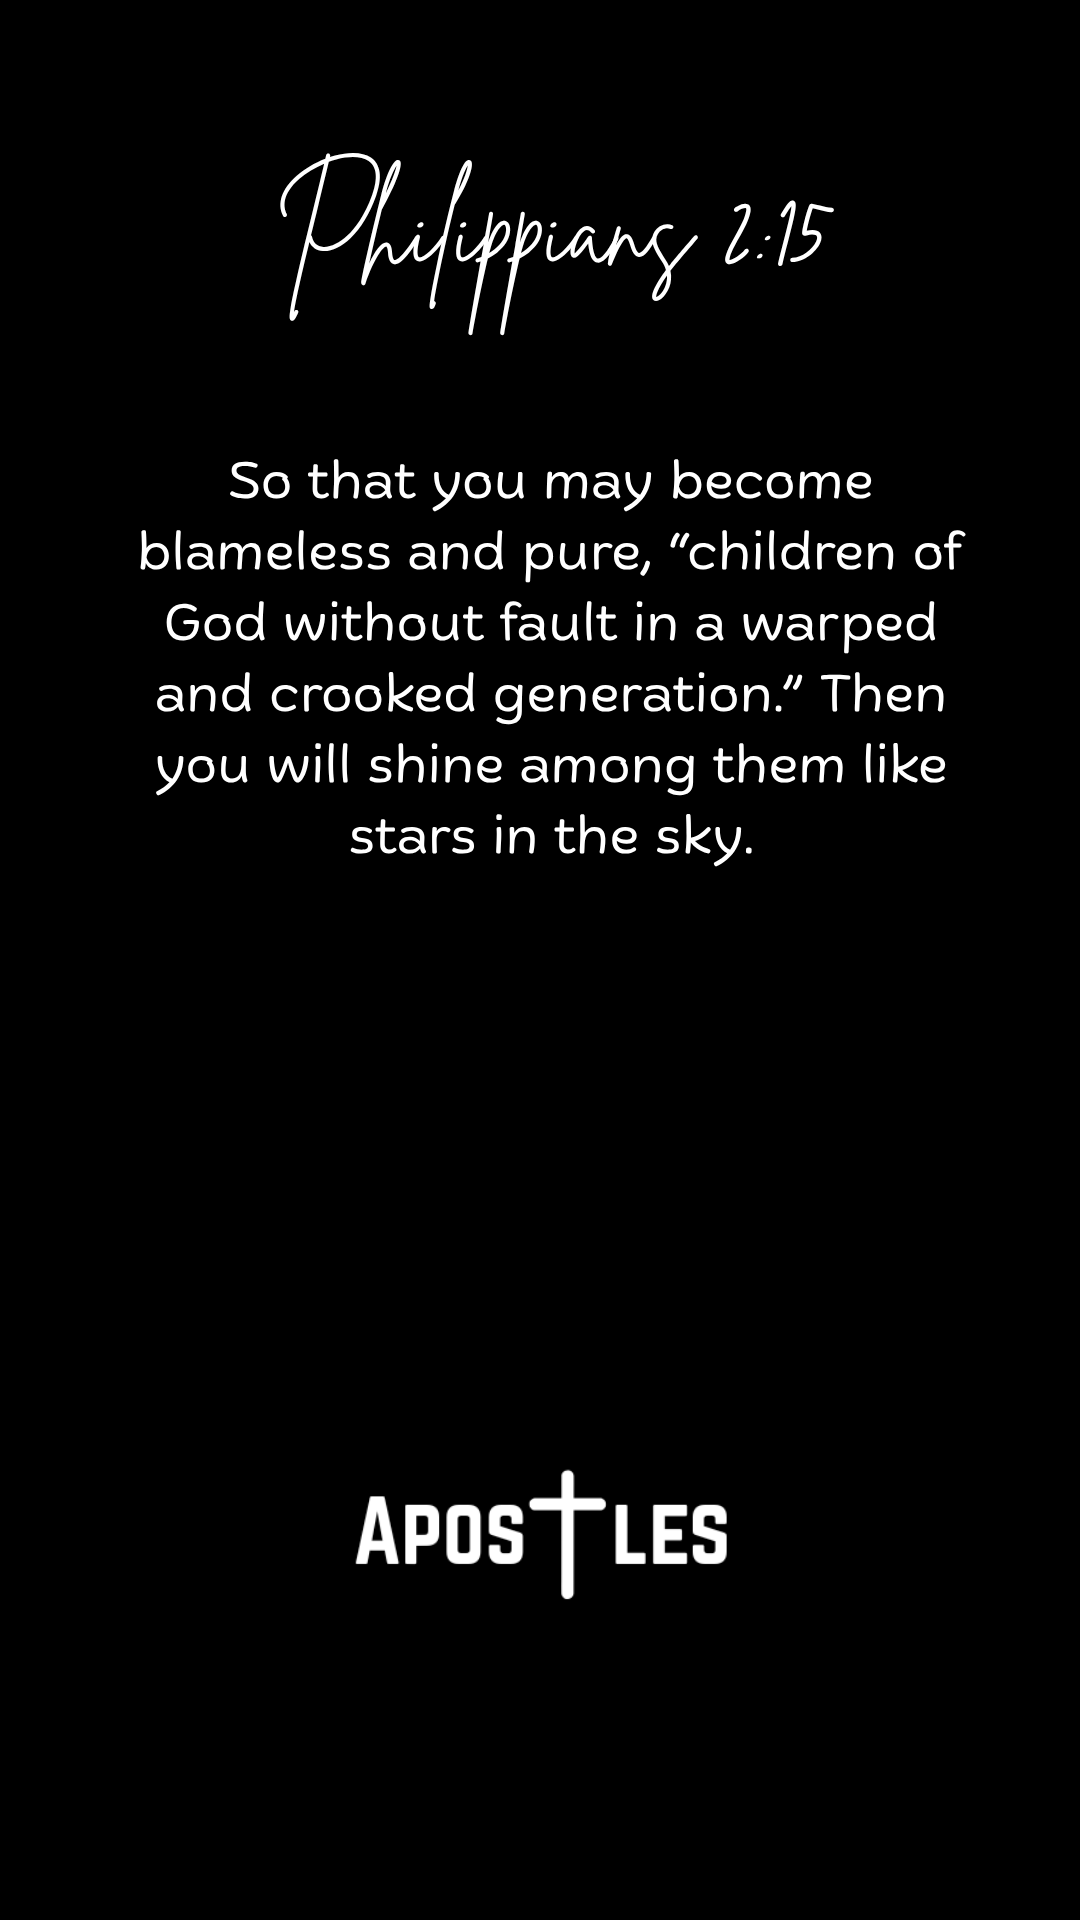 Philippians 2:15
So that you may become
blameless and pure, “children of
God without fault in a warped
and crooked generation.” Then
you will shine among them like
stars in the sky.
APOSTLES